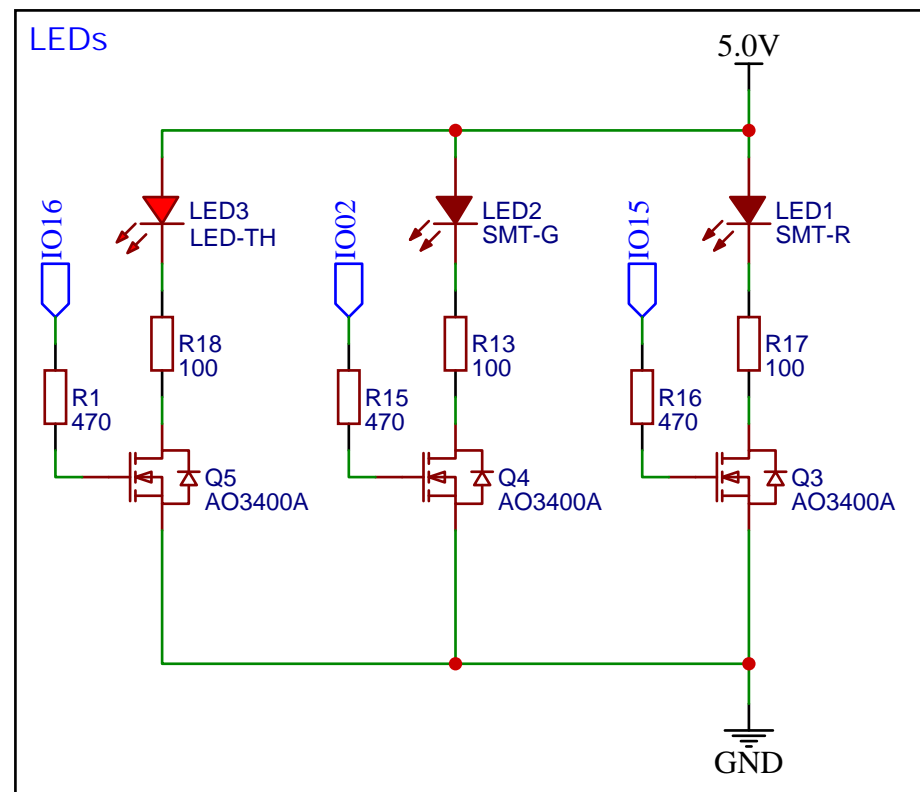 LEDs
5.0V
IO16
LED3
LED-TH
IO02
LED2
SMT-G
IO15
LED1
SMT-R
R18
100
R13
100
R17
100
R1
470
R15
470
R16
470
Q5
AO3400A
Q4
AO3400A
Q3
AO3400A
GND